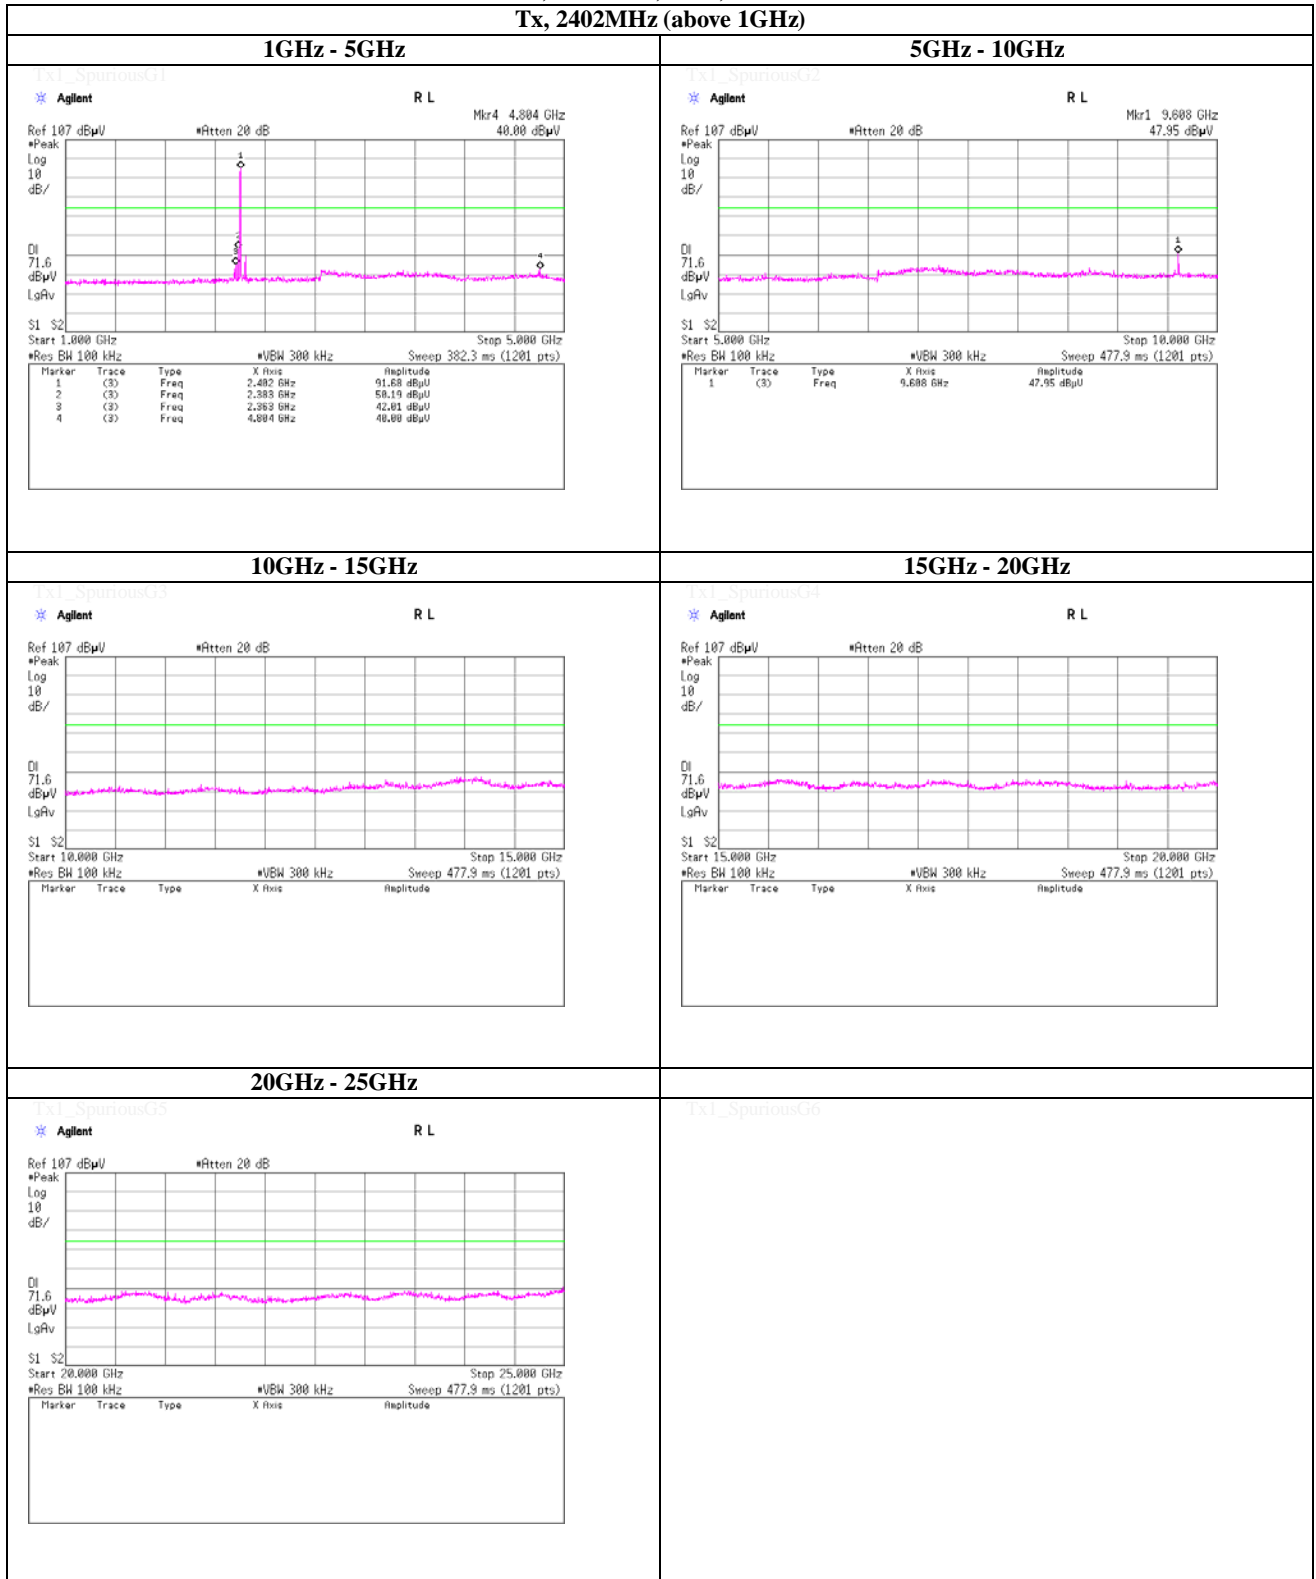 Tx, 2402MHz (above 1GHz)
1GHz - 5GHz
Tx1_SpuriousG1
Agilent
R L
Mkr4 4.804 GHz
Ref 107 dBµV
#Atten 20 dB
40.00 dBµV
#Peak
Log
10
dB/
DI
71.6
dBµV
LgAv
S1 S2
Start 1.000 GHz
Stop 5.000 GHz
#Res BW 100 kHz
#VBW 300 kHz
Sweep 382.3 ms (1201 pts)
Marker Trace Type X Axis Amplitude
1 (3) Freq 2.402 GHz 91.68 dBµV
2 (3) Freq 2.383 GHz 50.19 dBµV
3 (3) Freq 2.363 GHz 42.01 dBµV
4 (3) Freq 4.804 GHz 40.00 dBµV
5GHz - 10GHz
Tx1_SpuriousG2
Agilent
R L
Mkr1 9.608 GHz
Ref 107 dBµV
#Atten 20 dB
47.95 dBµV
#Peak
Log
10
dB/
DI
71.6
dBµV
LgAv
S1 S2
Start 5.000 GHz
Stop 10.000 GHz
#Res BW 100 kHz
#VBW 300 kHz
Sweep 477.9 ms (1201 pts)
Marker Trace Type X Axis Amplitude
1 (3) Freq 9.608 GHz 47.95 dBµV
10GHz - 15GHz
Tx1_SpuriousG3
Agilent
R L
Ref 107 dBµV
#Atten 20 dB
#Peak
Log
10
dB/
DI
71.6
dBµV
LgAv
S1 S2
Start 10.000 GHz
Stop 15.000 GHz
#Res BW 100 kHz
#VBW 300 kHz
Sweep 477.9 ms (1201 pts)
Marker Trace Type X Axis Amplitude
15GHz - 20GHz
Tx1_SpuriousG4
Agilent
R L
Ref 107 dBµV
#Atten 20 dB
#Peak
Log
10
dB/
DI
71.6
dBµV
LgAv
S1 S2
Start 15.000 GHz
Stop 20.000 GHz
#Res BW 100 kHz
#VBW 300 kHz
Sweep 477.9 ms (1201 pts)
Marker Trace Type X Axis Amplitude
20GHz - 25GHz
Tx1_SpuriousG5
Agilent
R L
Ref 107 dBµV
#Atten 20 dB
#Peak
Log
10
dB/
DI
71.6
dBµV
LgAv
S1 S2
Start 20.000 GHz
Stop 25.000 GHz
#Res BW 100 kHz
#VBW 300 kHz
Sweep 477.9 ms (1201 pts)
Marker Trace Type X Axis Amplitude
Tx1_SpuriousG6